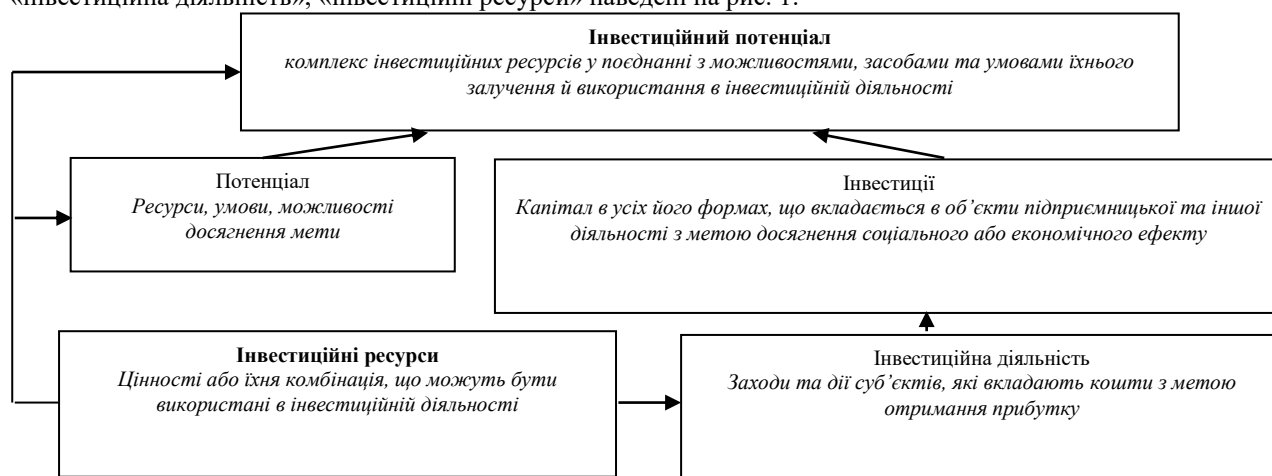 «інвестиційна діяльність», «інвестиційні ресурси» наведені на рис. 1.
Інвестиційний потенціал
комплекс інвестиційних ресурсів у поєднанні з можливостями, засобами та умовами їхнього
залучення й використання в інвестиційній діяльності
Потенціал
Ресурси, умови, можливості
досягнення мети
Інвестиції
Капітал в усіх його формах, що вкладається в об’єкти підприємницької та іншої
діяльності з метою досягнення соціального або економічного ефекту
Інвестиційні ресурси
Цінності або їхня комбінація, що можуть бути
використані в інвестиційній діяльності
Інвестиційна діяльність
Заходи та дії суб’єктів, які вкладають кошти з метою
отримання прибутку